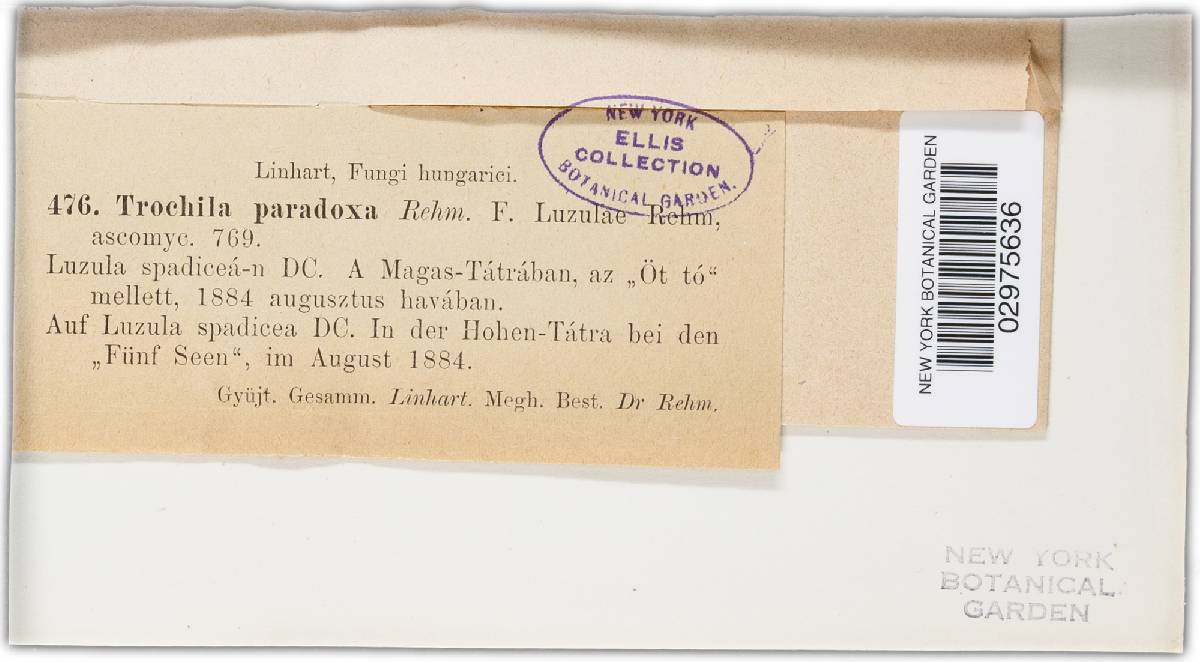 NEW YORK
ELLIS
COLLECTION
BOTANICAL GARDEN.
Linhart, Fungi hungarici.
476. Trochila paradoxa Rehm. F. Luzulae Rehm,
ascomyc. 769.
Luzula spadiceá-n DC. A Magas-Tátrában, az „Öt tó“
mellett, 1884 augusztus havában.
Auf Luzula spadicea DC. In der Hohen-Tátra bei den
„Fünf Seen“, im August 1884.
Gyüjt. Gesamm. Linhart. Megh. Best. Dr Rehm.
NEW YORK BOTANICAL GARDEN
02975636
NEW YORK
BOTANICAL
GARDEN